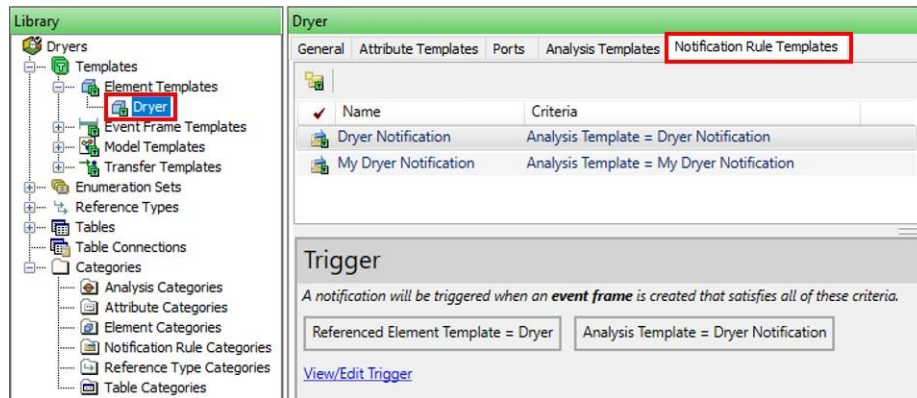 Library
Dryers
Templates
Element Templates
Dryer
Event Frame Templates
Model Templates
Transfer Templates
Enumeration Sets
Reference Types
Tables
Table Connections
Categories
Analysis Categories
Attribute Categories
Element Categories
Notification Rule Categories
Reference Type Categories
Table Categories
Dryer
General Attribute Templates Ports Analysis Templates Notification Rule Templates
Name Criteria
Dryer Notification Analysis Template = Dryer Notification
My Dryer Notification Analysis Template = My Dryer Notification
Trigger
A notification will be triggered when an event frame is created that satisfies all of these criteria.
Referenced Element Template = Dryer Analysis Template = Dryer Notification
View/Edit Trigger